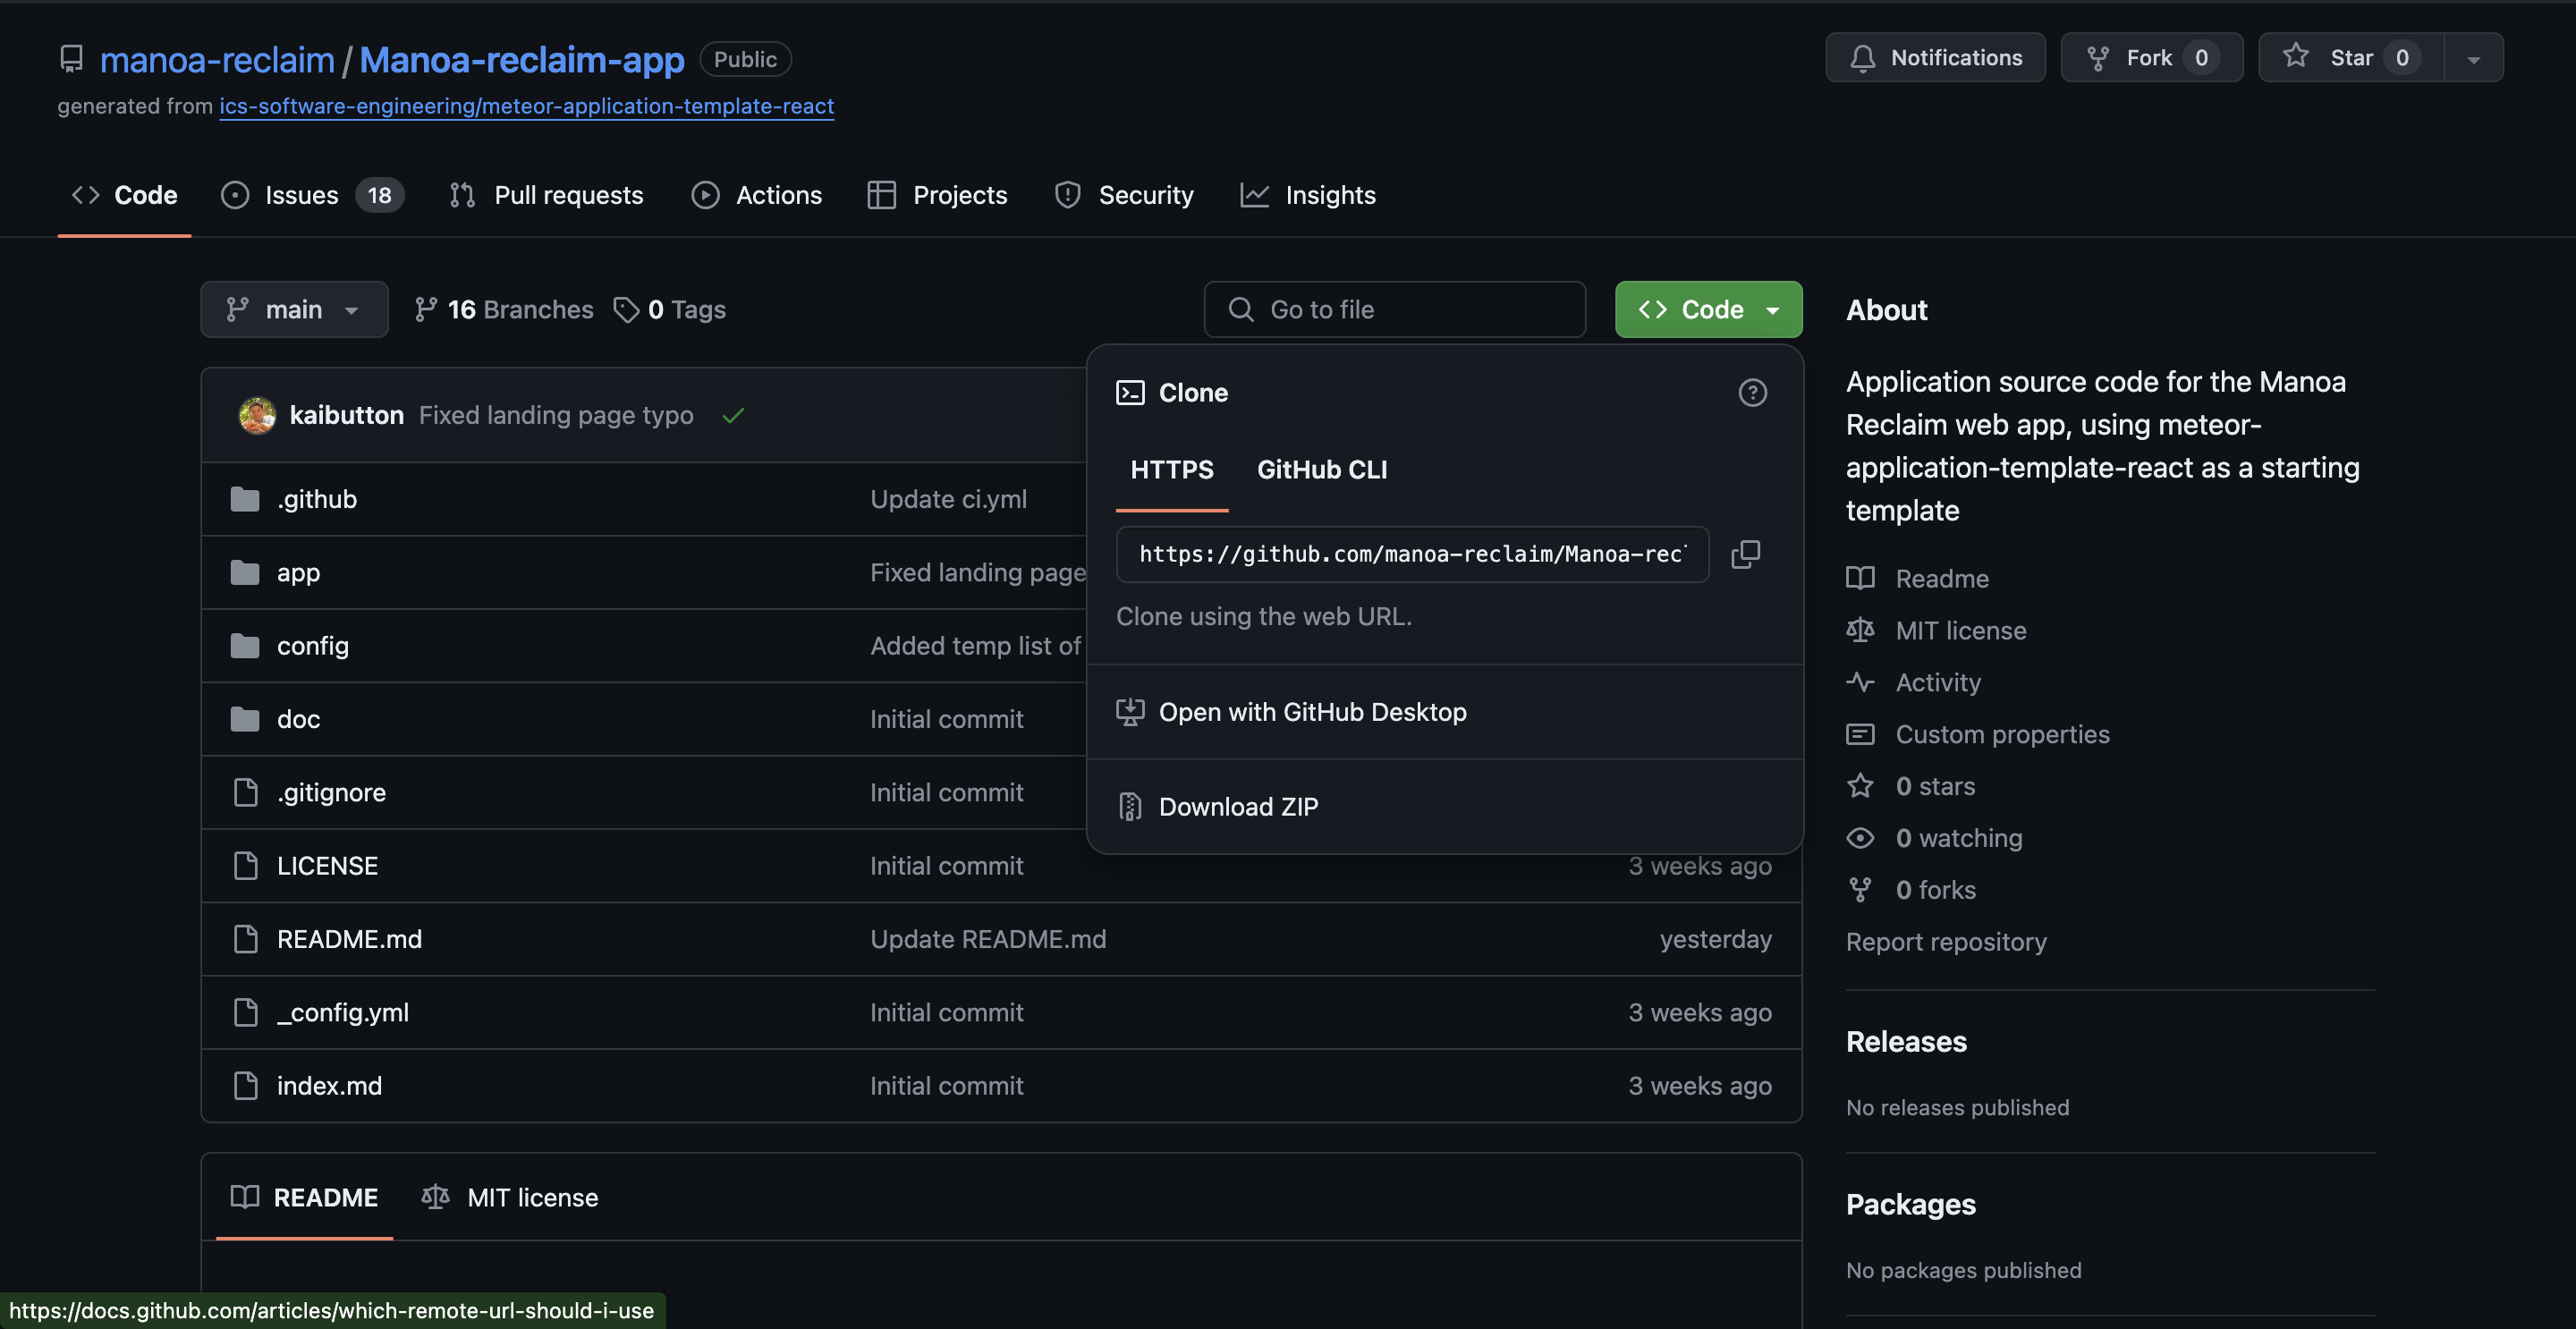 manoa-reclaim / Manoa-reclaim-app Public
Notifications Fork 0 Star 0
generated from ics-software-engineering/meteor-application-template-react
Code Issues 18 Pull requests Actions Projects Security Insights
main 16 Branches 0 Tags Go to file Code
kaibutton Fixed landing page typo
.github Update ci.yml
app Fixed landing page
config Added temp list of
doc Initial commit
.gitignore Initial commit
LICENSE Initial commit 3 weeks ago
README.md Update README.md yesterday
_config.yml Initial commit 3 weeks ago
index.md Initial commit 3 weeks ago
Clone
HTTPS GitHub CLI
https://github.com/manoa-reclaim/Manoa-recl
Clone using the web URL.
Open with GitHub Desktop
Download ZIP
README MIT license
About
Application source code for the Manoa
Reclaim web app, using meteor-
application-template-react as a starting
template
Readme
MIT license
Activity
Custom properties
0 stars
0 watching
0 forks
Report repository
Releases
No releases published
Packages
No packages published
https://docs.github.com/articles/which-remote-url-should-i-use